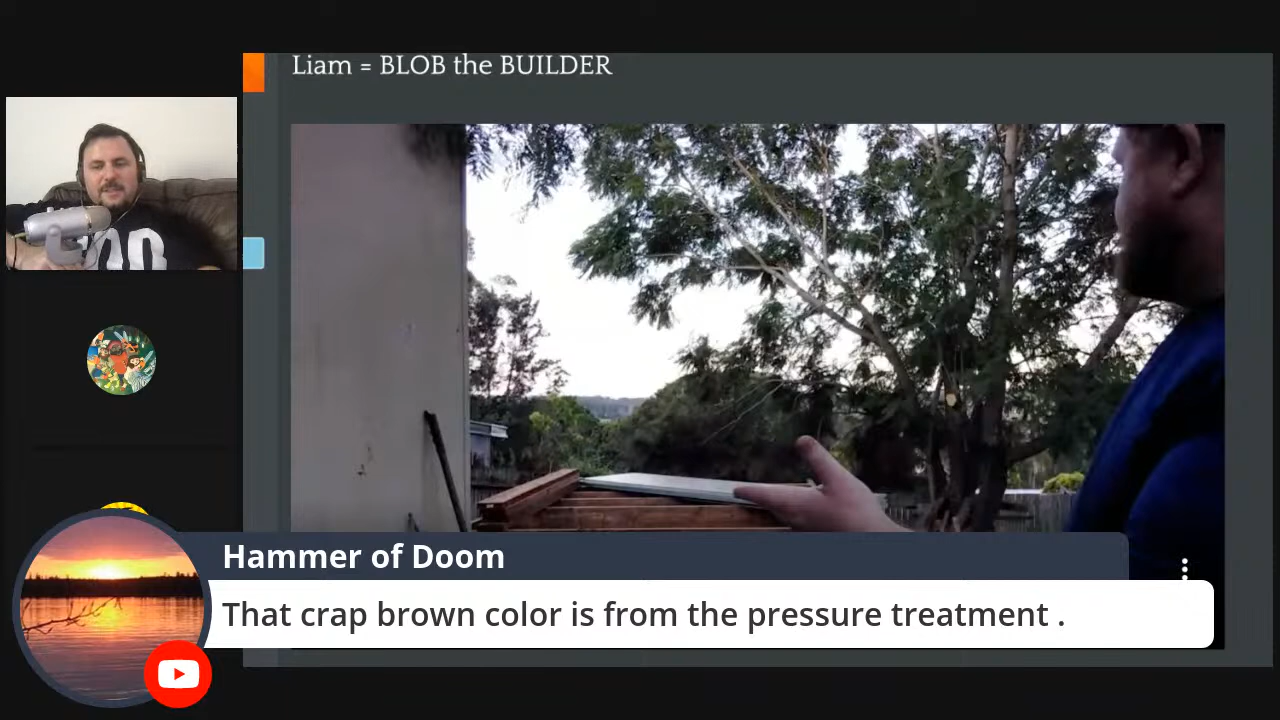 Liam = BLOB the BUILDER
Hammer of Doom
That crap brown color is from the pressure treatment .